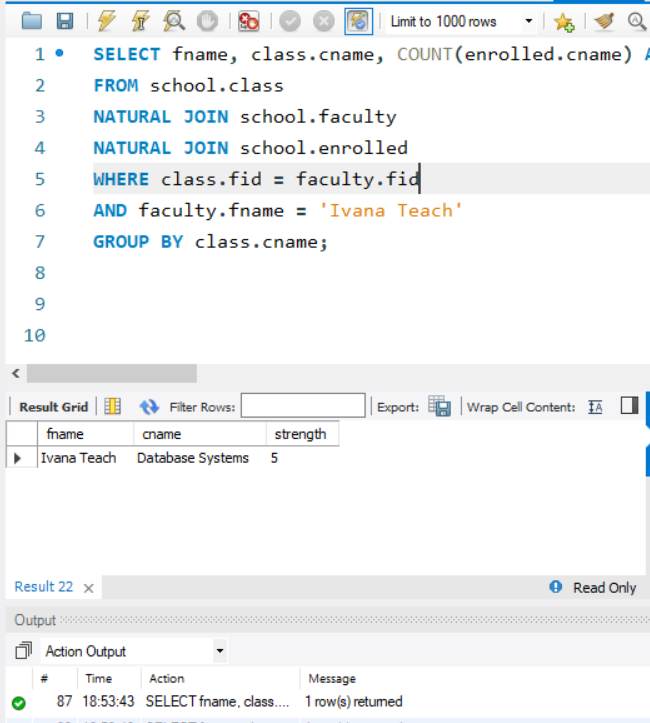 Limit to 1000 rows
1 SELECT fname, class.cname, COUNT(enrolled.cname)
2 FROM school.class
3 NATURAL JOIN school.faculty
4 NATURAL JOIN school.enrolled
5 WHERE class.fid = faculty.fid
6 AND faculty.fname = 'Ivana Teach'
7 GROUP BY class.cname;
8
9
10
Result Grid Filter Rows: Export: Wrap Cell Content: IA
fname cname strength
Ivana Teach Database Systems 5
Result 22 Read Only
Output
Action Output
# Time Action Message
87 18:53:43 SELECT fname, class.... 1 row(s) returned